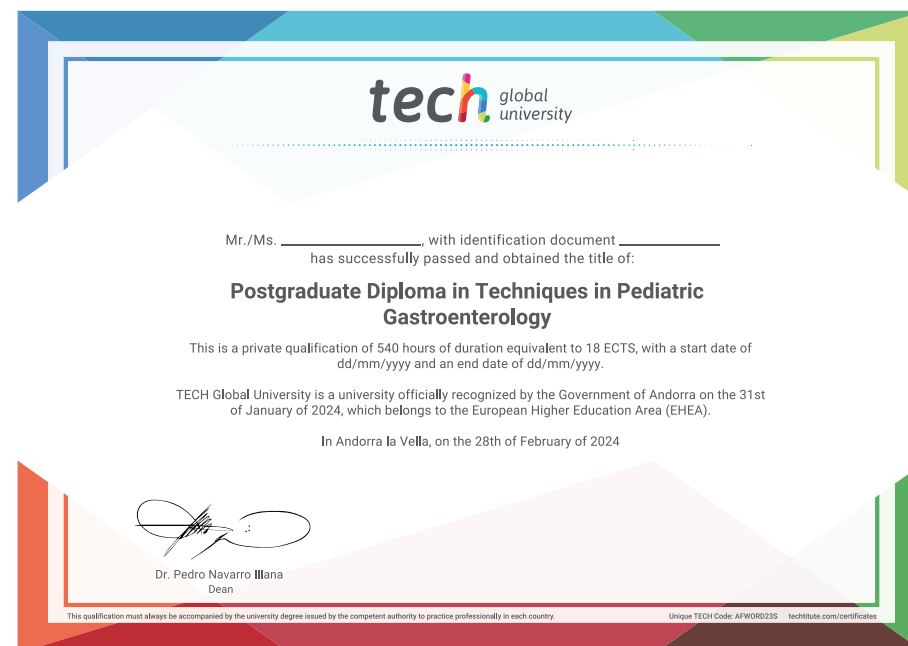 tech global
university
Mr./Ms. ____________________, with identification document ______________
has successfully passed and obtained the title of:
Postgraduate Diploma in Techniques in Pediatric
Gastroenterology
This is a private qualification of 540 hours of duration equivalent to 18 ECTS, with a start date of
dd/mm/yyyy and an end date of dd/mm/yyyy.
TECH Global University is a university officially recognized by the Government of Andorra on the 31st
of January of 2024, which belongs to the European Higher Education Area (EHEA).
In Andorra la Vella, on the 28th of February of 2024
Dr. Pedro Navarro Illana
Dean
This qualification must always be accompanied by the university degree issued by the competent authority to practice professionally in each country.
Unique TECH Code: AFWORD23S techtitute.com/certificates